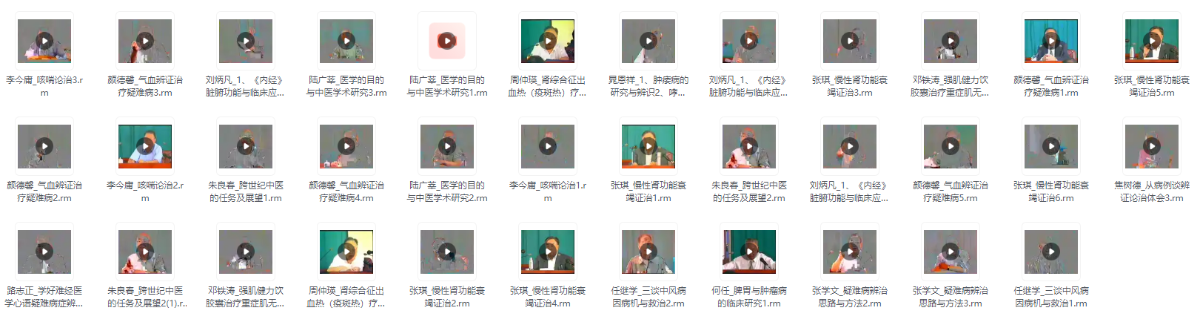 李今庸_咳喘论治3.r
m
颜德馨_气血辨证治
疗疑难病3.rm
刘炳凡_1、《内经》
脏腑功能与临床应...
陆广莘_医学的目的
与中医学术研究3.rm
陆广莘_医学的目的
与中医学术研究1.rm
周仲瑛_肾综合征出
血热（疫斑热）疗...
晁恩祥_1、肿痰病的
研究与辨识2、哮...
刘炳凡_1、《内经》
脏腑功能与临床应...
张琪_慢性肾功能衰
竭证治3.rm
邓铁涛_强肌健力饮
胶囊治疗重症肌无...
颜德馨_气血辨证治
疗疑难病1.rm
张琪_慢性肾功能衰
竭证治5.rm
颜德馨_气血辨证治
疗疑难病2.rm
李今庸_咳喘论治2.r
m
朱良春_跨世纪中医
的任务及展望1.rm
颜德馨_气血辨证治
疗疑难病4.rm
陆广莘_医学的目的
与中医学术研究2.rm
李今庸_咳喘论治1.r
m
张琪_慢性肾功能衰
竭证治1.rm
朱良春_跨世纪中医
的任务及展望2.rm
刘炳凡_1、《内经》
脏腑功能与临床应...
颜德馨_气血辨证治
疗疑难病5.rm
张琪_慢性肾功能衰
竭证治6.rm
焦树德_从病例谈辨
证论治体会3.rm
路志正_学好难经医
学心语疑难病症辨...
朱良春_跨世纪中医
的任务及展望2(1).r...
邓铁涛_强肌健力饮
胶囊治疗重症肌无...
周仲瑛_肾综合征出
血热（疫斑热）疗...
张琪_慢性肾功能衰
竭证治2.rm
张琪_慢性肾功能衰
竭证治4.rm
任继学_三谈中风病
因病机与救治2.rm
何任_脾胃与肿瘤病
的临床研究1.rm
张学文_疑难病辨治
思路与方法2.rm
张学文_疑难病辨治
思路与方法3.rm
任继学_三谈中风病
因病机与救治1.rm